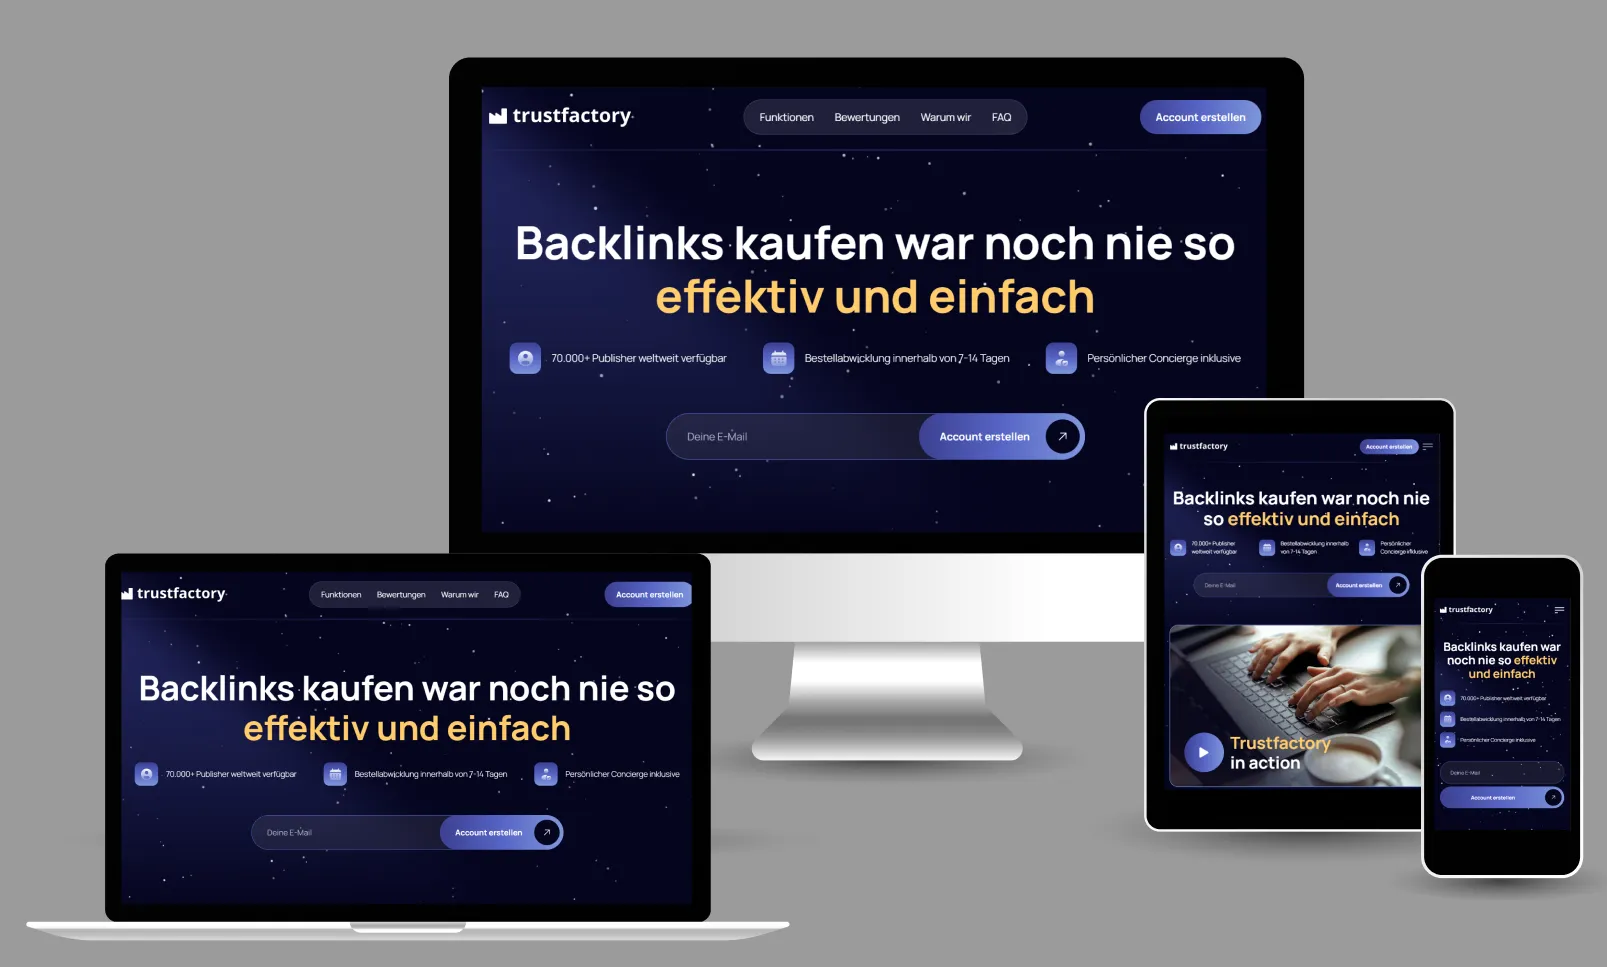 trustfactory
Funktionen Bewertungen Warum wir FAQ
Account erstellen
Backlinks kaufen war noch nie so
effektiv und einfach
70.000+ Publisher weltweit verfügbar
Bestellabwicklung innerhalb von 7-14 Tagen
Persönlicher Concierge inklusive
Deine E-Mail
Account erstellen
trustfactory
Funktionen Bewertungen Warum wir FAQ
Account erstellen
Backlinks kaufen war noch nie so
effektiv und einfach
70.000+ Publisher weltweit verfügbar
Bestellabwicklung innerhalb von 7-14 Tagen
Persönlicher Concierge inklusive
Deine E-Mail
Account erstellen
trustfactory
Account erstellen
Backlinks kaufen war noch nie
so effektiv und einfach
70.000+ Publisher
weltweit verfügbar
Bestellabwicklung innerhalb
von 7-14 Tagen
Persönlicher
Concierge inklusive
Deine E-Mail
Account erstellen
Trustfactory
in action
trustfactory
Backlinks kaufen war
noch nie so effektiv
und einfach
70.000+ Publisher weltweit verfügbar
Bestellabwicklung innerhalb von 7-14 Tagen
Persönlicher Concierge inklusive
Deine E-Mail
Account erstellen